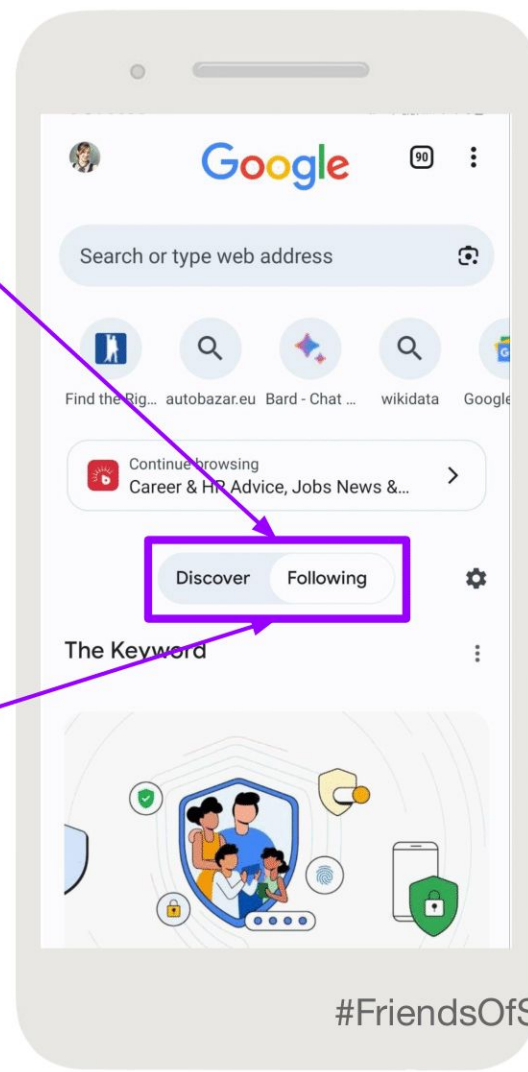 Google
90
Search or type web address
Find the Rig... autobazar.eu Bard - Chat ... wikidata Google
Continue browsing
Career & HR Advice, Jobs News &...
Discover Following
The Keyword
#FriendsOfS